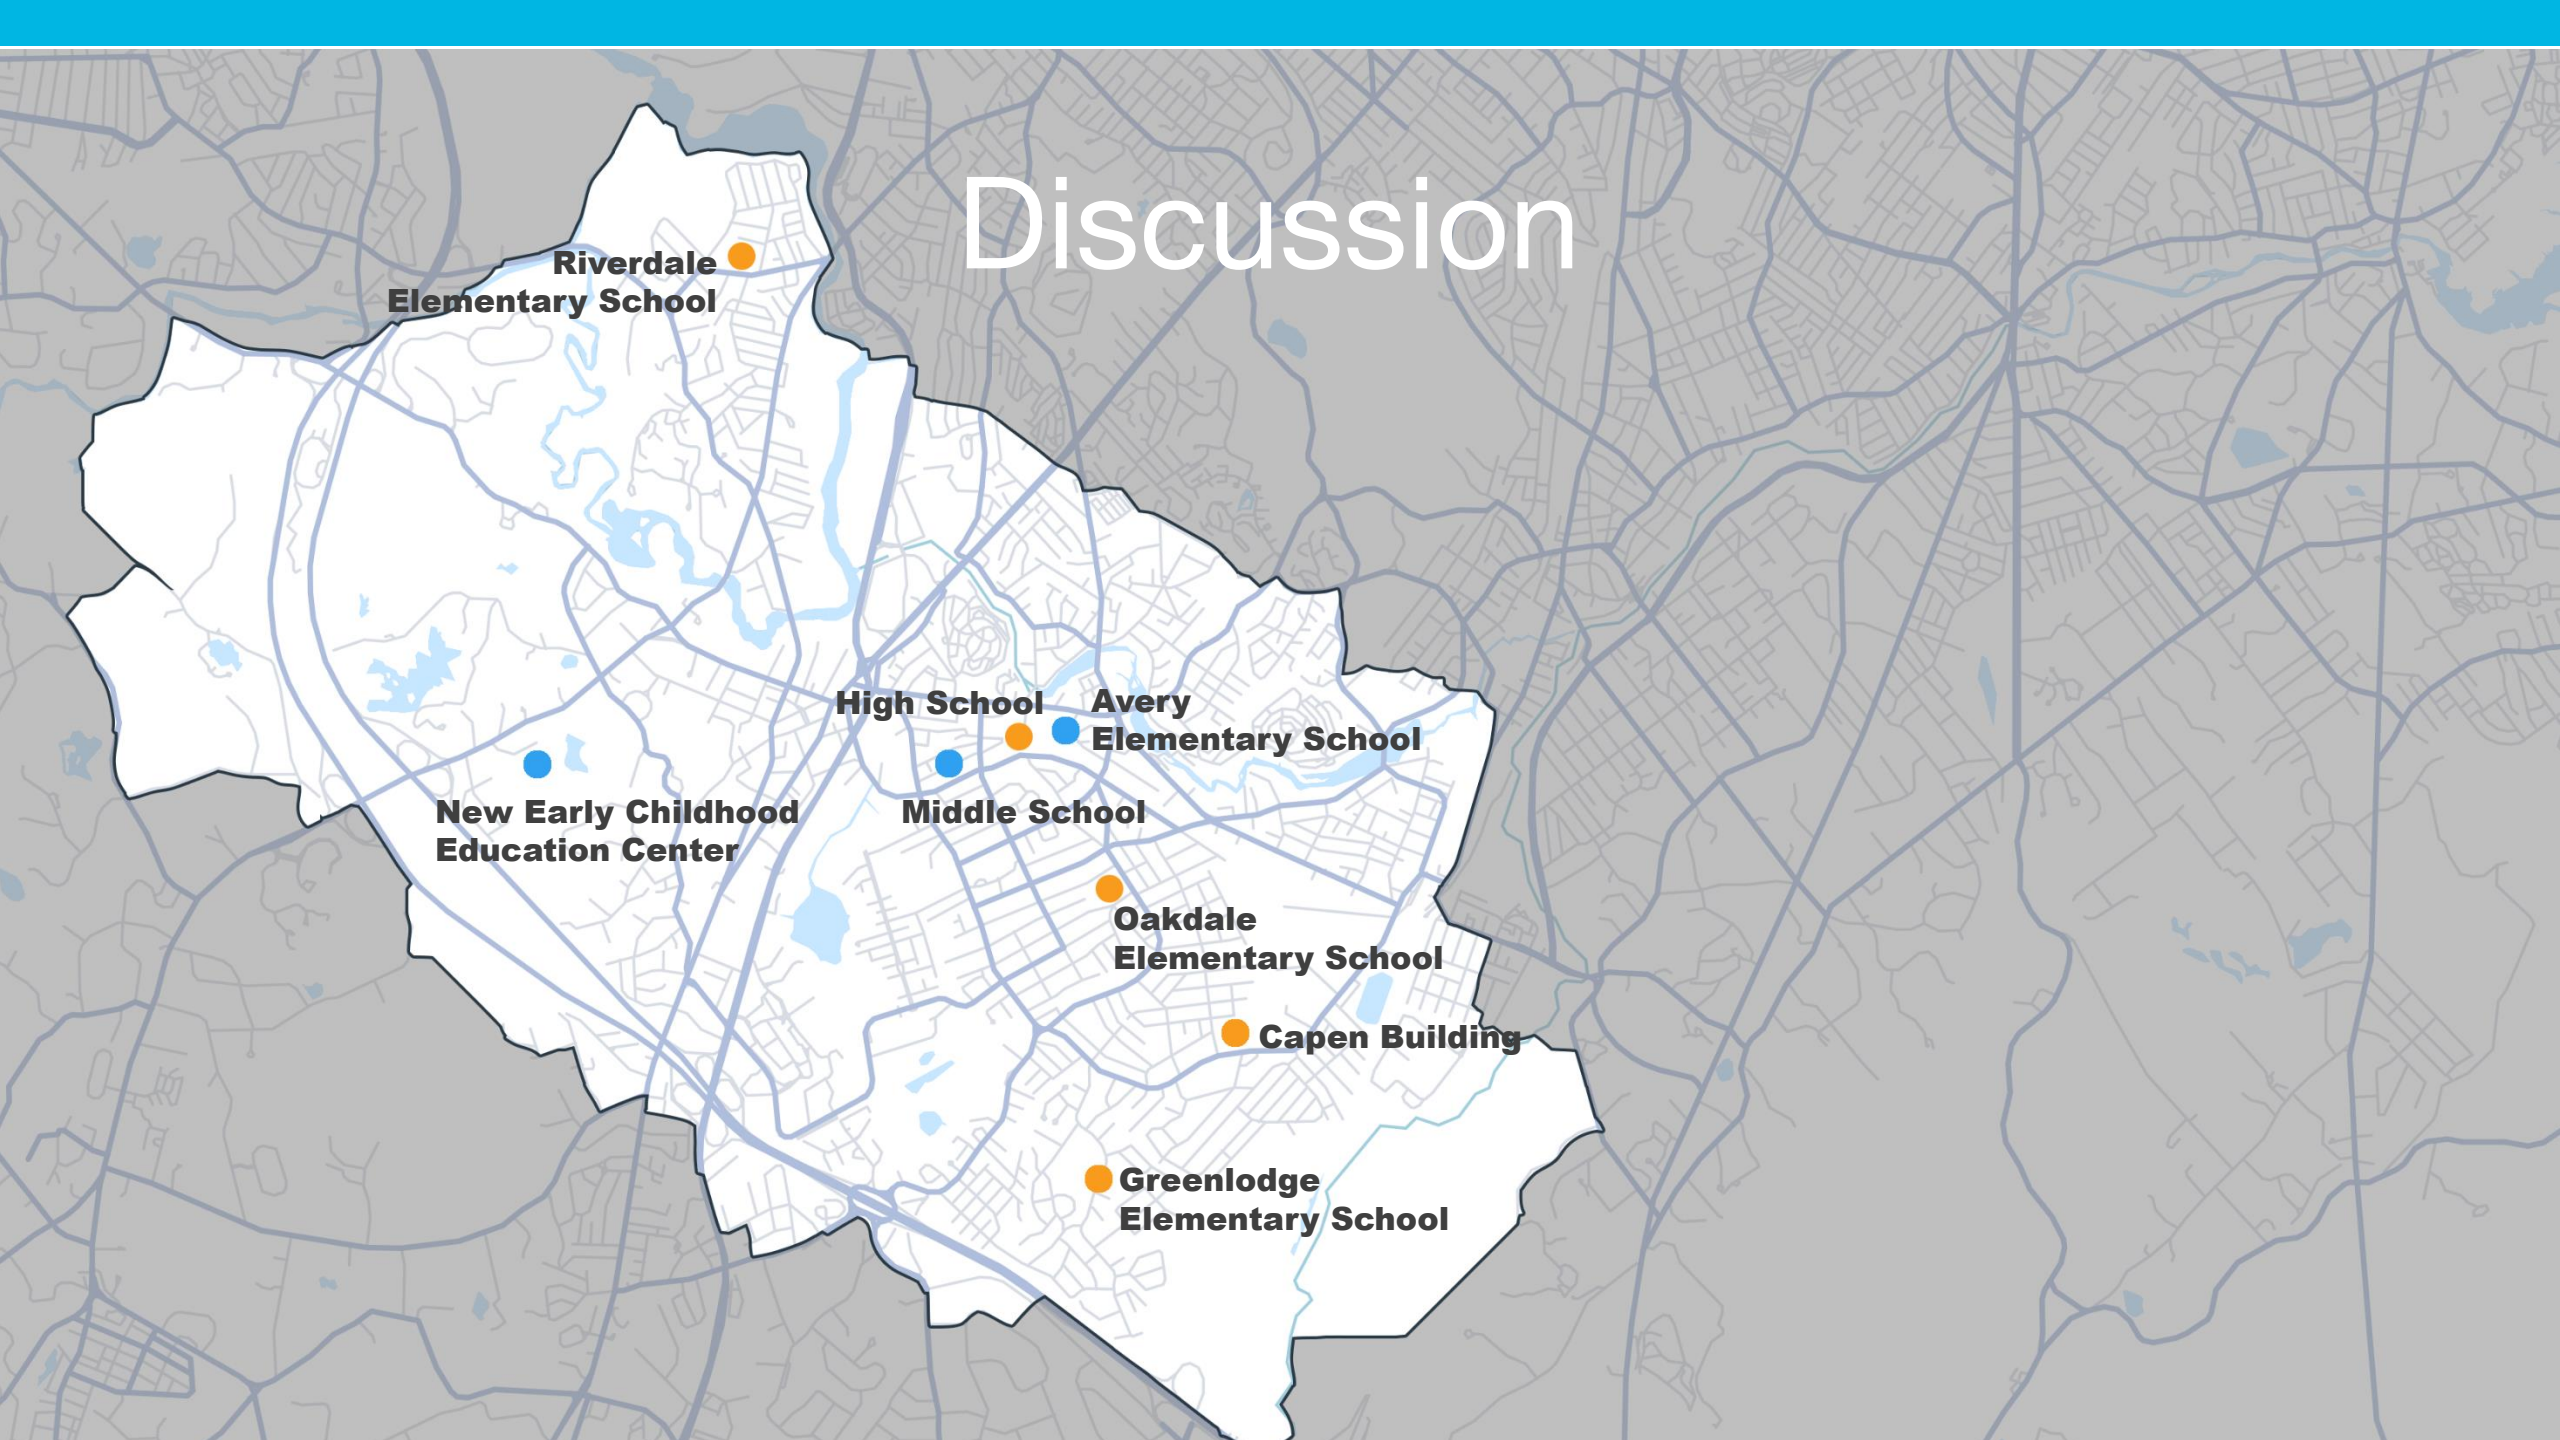 Discussion
Riverdale
Elementary School
High School
Avery
Elementary School
New Early Childhood
Education Center
Middle School
Oakdale
Elementary School
Capen Building
Greenlodge
Elementary School